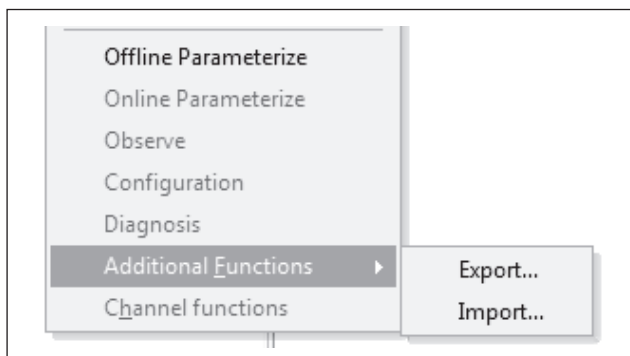 Offline Parameterize
Online Parameterize
Observe
Configuration
Diagnosis
Additional Functions
Export...
Channel functions
Import...